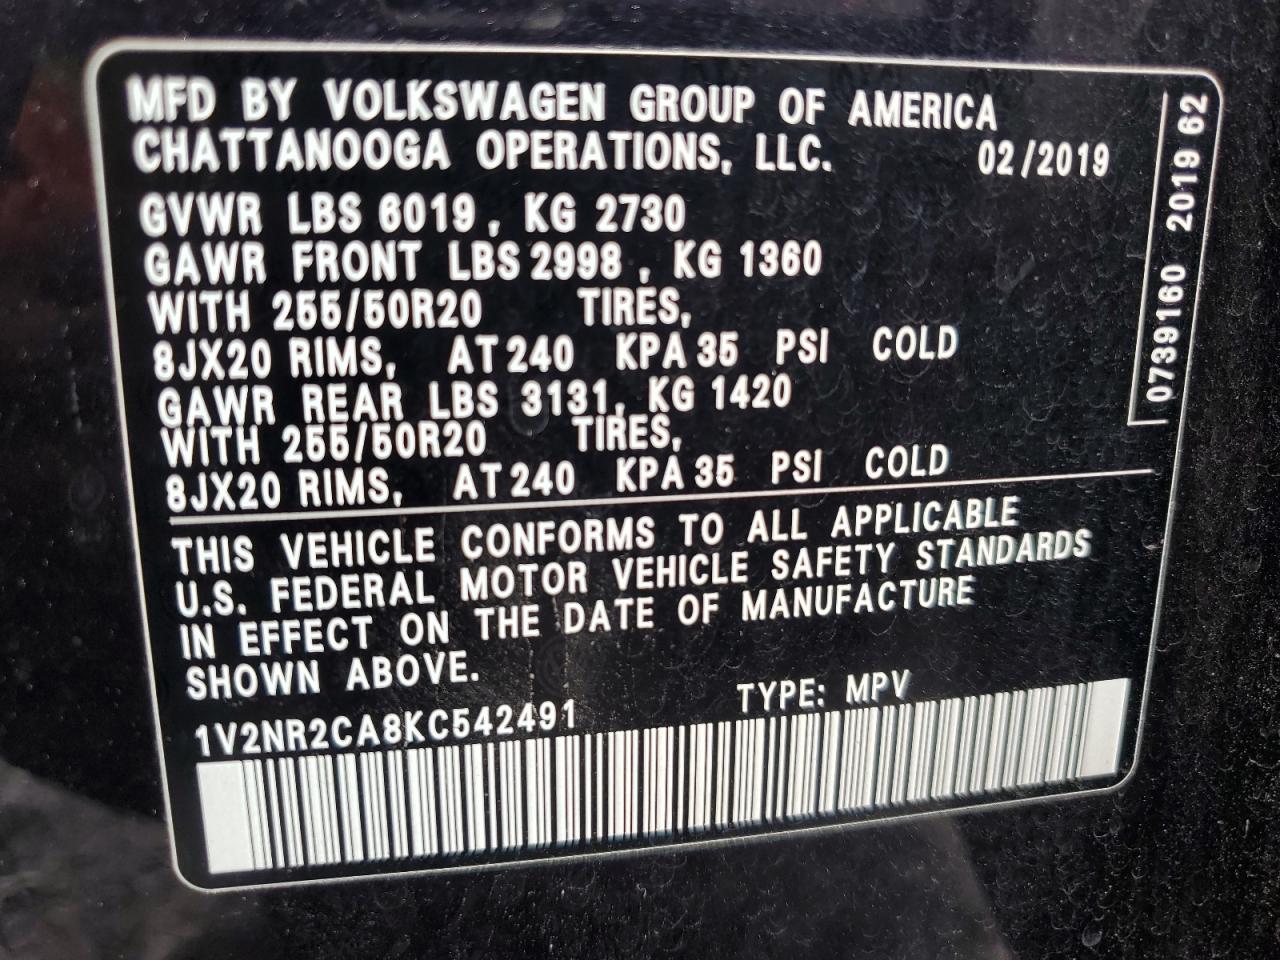 MFD BY VOLKSWAGEN GROUP OF AMERICA
CHATTANOOGA OPERATIONS, LLC. 02/2019
GVWR LBS 6019, KG 2730
GAWR FRONT LBS 2998, KG 1360
WITH 255/50R20 TIRES,
8JX20 RIMS, AT 240 KPA 35 PSI COLD
GAWR REAR LBS 3131, KG 1420
WITH 255/50R20 TIRES,
8JX20 RIMS, AT 240 KPA 35 PSI COLD
THIS VEHICLE CONFORMS TO ALL APPLICABLE
U.S. FEDERAL MOTOR VEHICLE SAFETY STANDARDS
IN EFFECT ON THE DATE OF MANUFACTURE
SHOWN ABOVE.
1V2NR2CA8KC542491 TYPE: MPV
0739160 2019 62